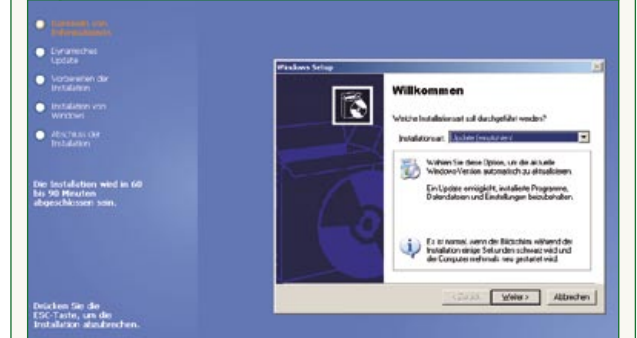 Sammeln von
Informationen
Dynamisches
Update
Vorbereiten der
Installation
Installation von
Windows
Abschluss der
Installation
Die Installation wird in 60
bis 90 Minuten
abgeschlossen sein.
Drücken Sie die
ESC-Taste, um die
Installation abzubrechen.
Windows Setup
Willkommen
Welche Installationsart soll durchgeführt werden?
Installationsart: Update (empfohlen)
Wählen Sie diese Option, um die aktuelle
Windows-Version automatisch zu aktualisieren.
Ein Update ermöglicht, installierte Programme,
Datendateien und Einstellungen beizubehalten.
Es ist normal, wenn der Bildschirm während der
Installation einige Sekunden schwarz wird und
der Computer mehrmals neu gestartet wird.
< Zurück Weiter > Abbrechen